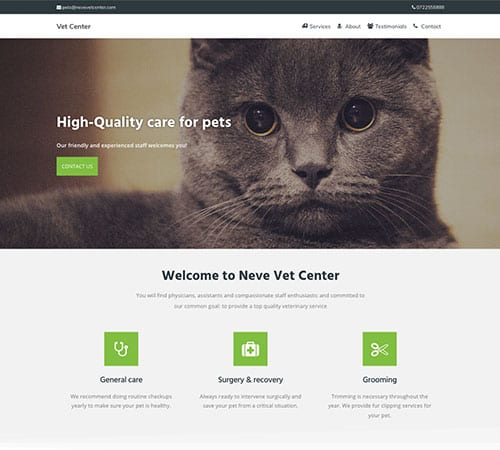 pets@nevevetcenter.com 0722555888
Vet Center Services About Testimonials Contact
High-Quality care for pets
Our friendly and experienced staff welcomes you!
CONTACT US
Welcome to Neve Vet Center
You will find physicians, assistants and compassionate staff enthusiastic and committed to
our common goal: to provide a top quality veterinary service.
General care
We recommend doing routine checkups
yearly to make sure your pet is healthy.
Surgery & recovery
Always ready to intervene surgically and
save your pet from a critical situation.
Grooming
Trimming is necessary throughout the
year. We provide fur clipping services for
your pet.